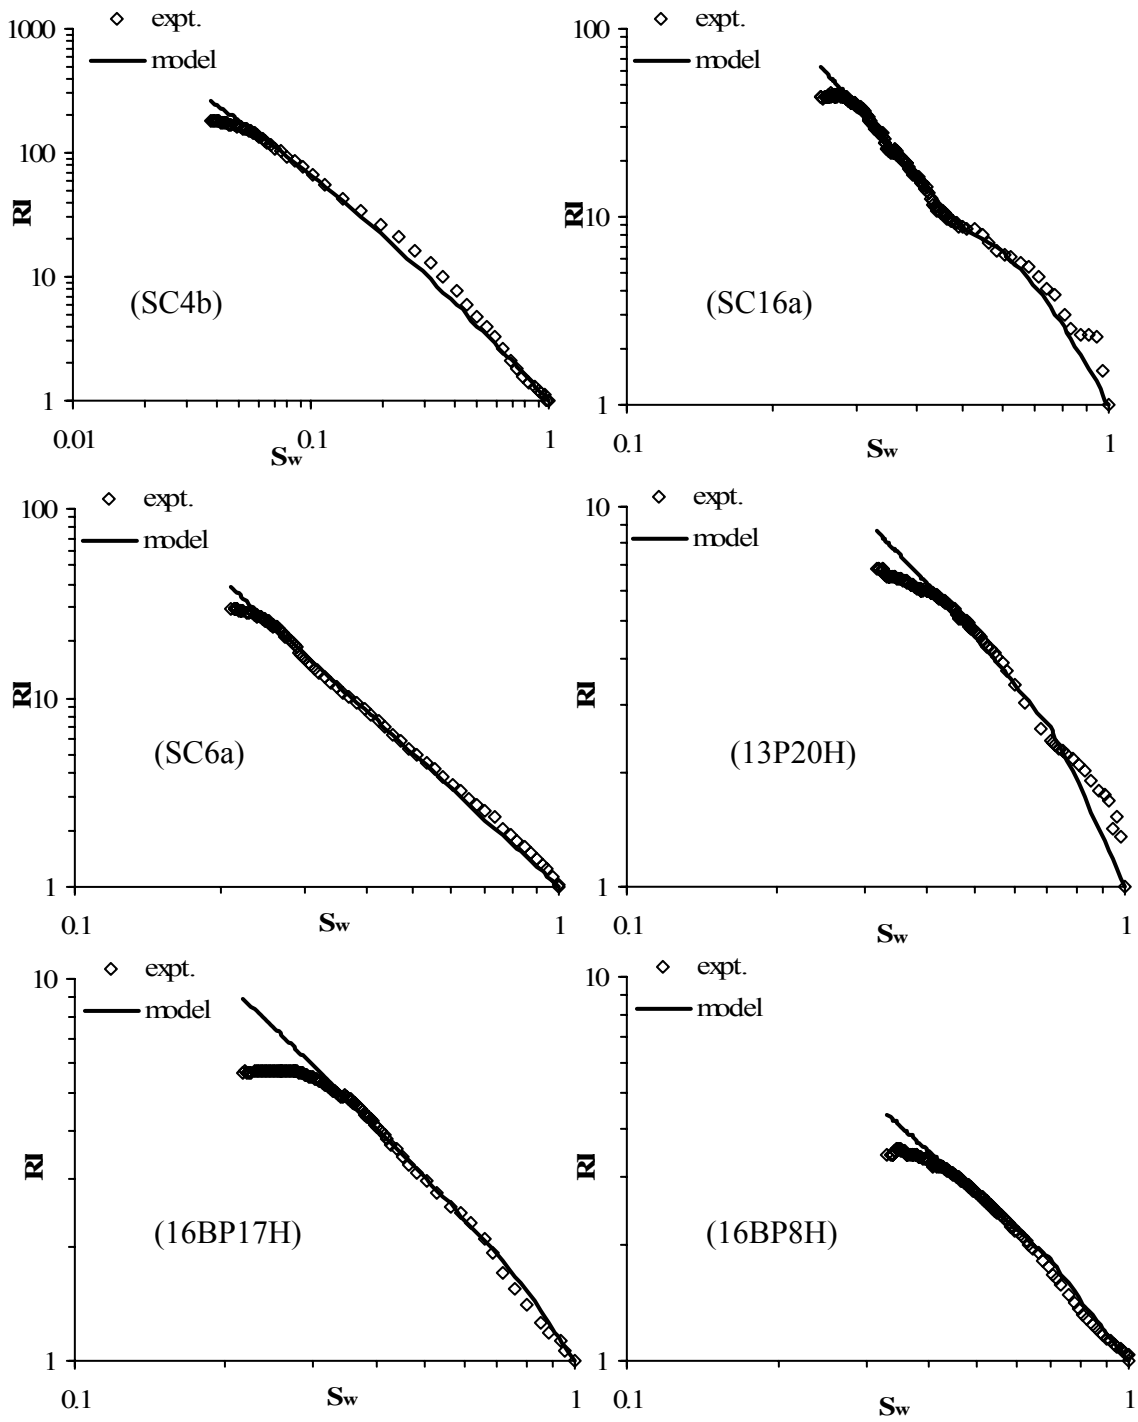 1000
expt.
model
100
RI
10
(SC4b)
1
0.01
0.1
1
Sw
100
expt.
model
RI
10
(SC16a)
1
0.1
1
Sw
100
expt.
model
RI
10
(SC6a)
1
0.1
1
Sw
10
expt.
model
RI
(13P20H)
1
0.1
1
Sw
10
expt.
model
RI
(16BP17H)
1
0.1
1
Sw
10
expt.
model
RI
(16BP8H)
1
0.1
1
Sw